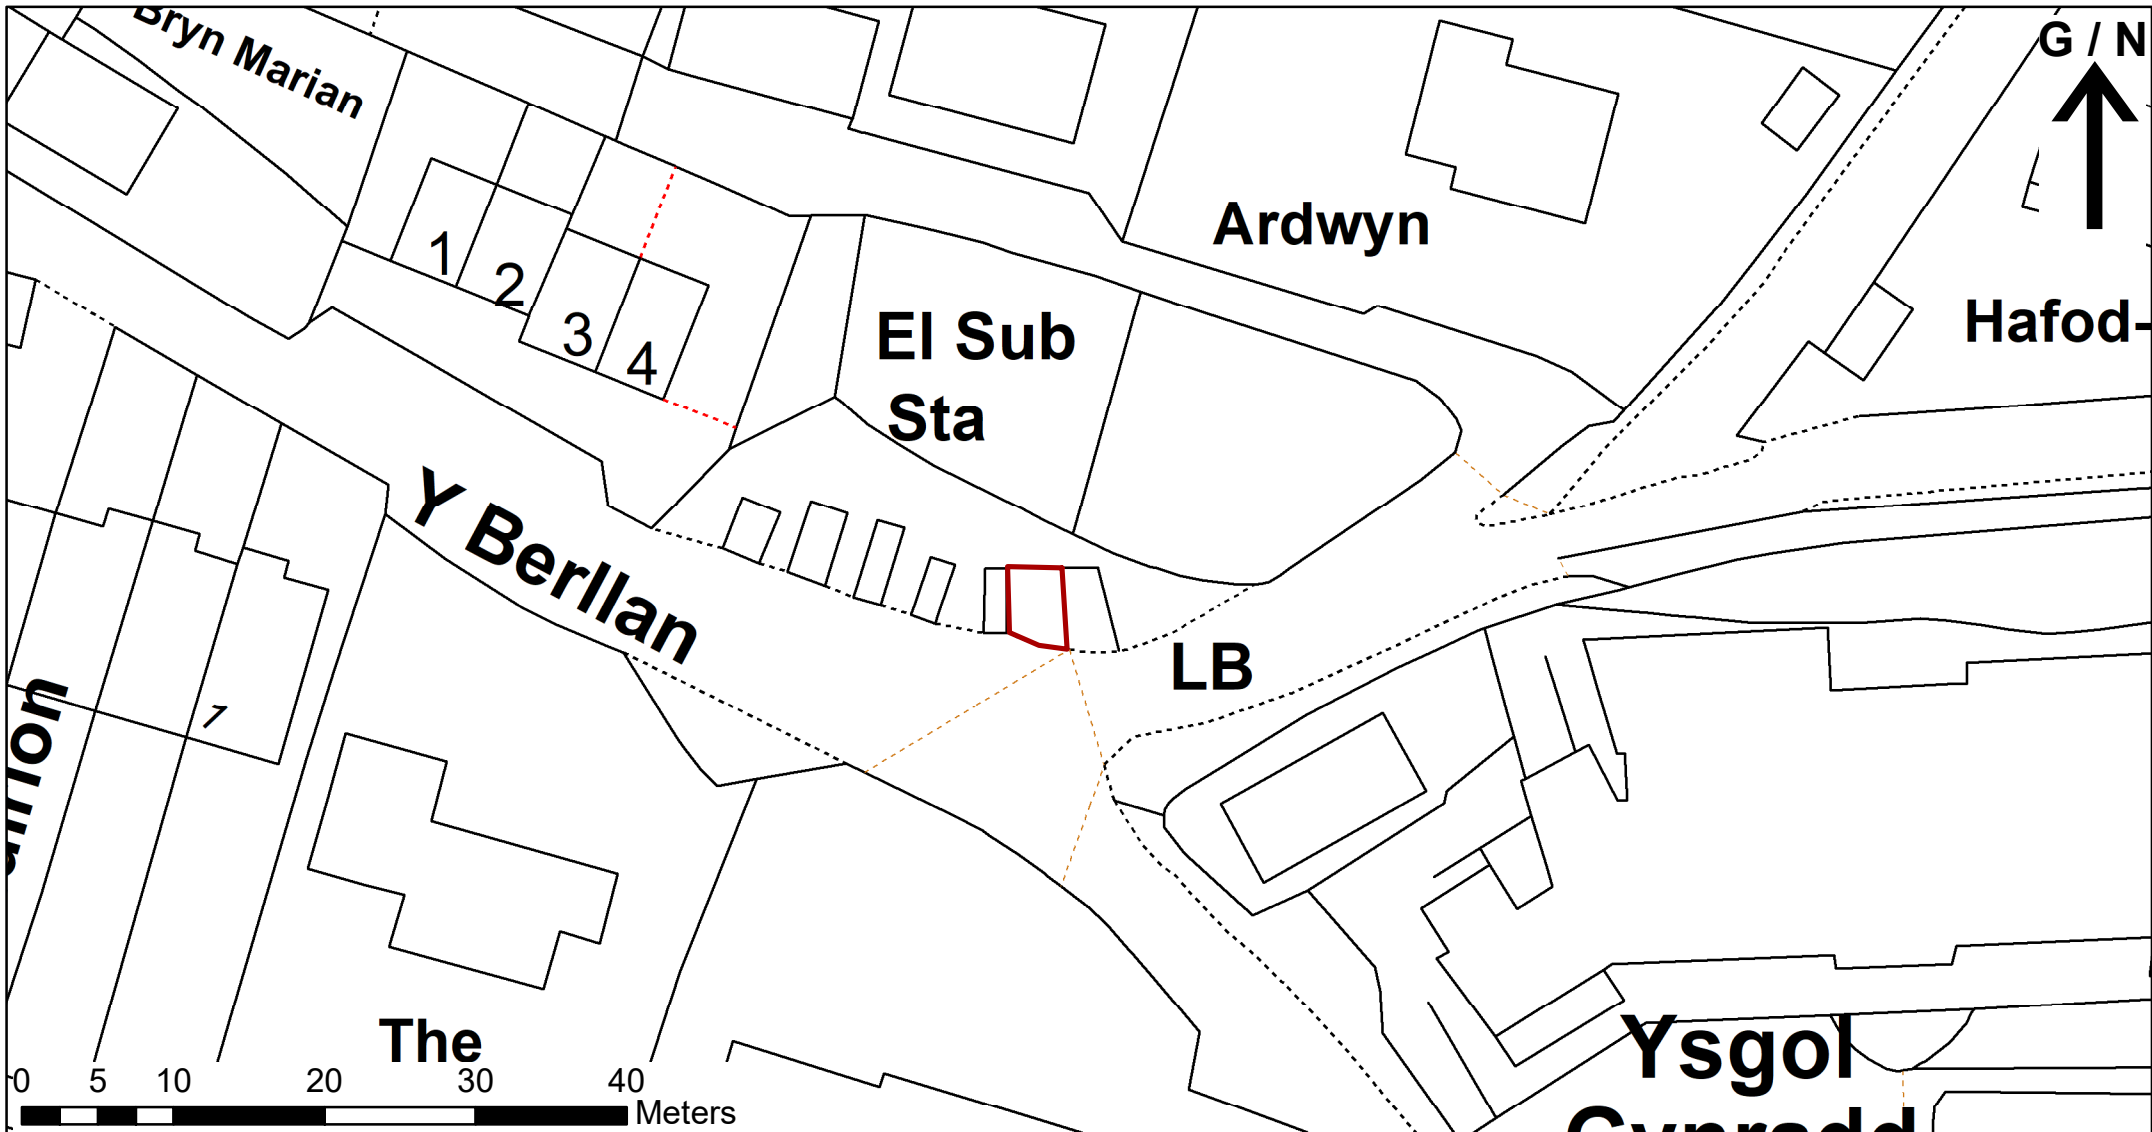 Bryn Marian
G / N
Ardwyn
1
2
3
4
El Sub
Sta
Hafod-
Y Berllan
LB
1
The
Ysgol
0 5 10 20 30 40
Meters